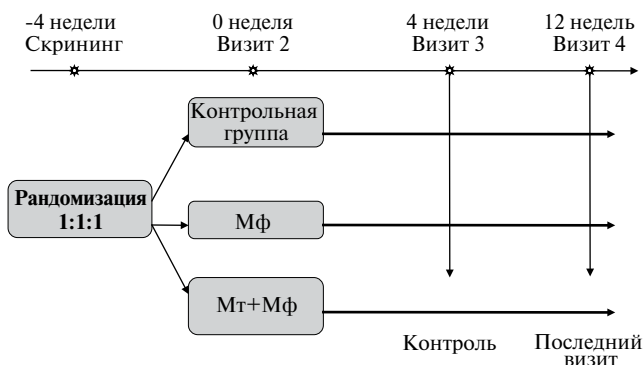 -4 недели
Скрининг
0 неделя
Визит 2
4 недели
Визит 3
12 недель
Визит 4
Контрольная
группа
Рандомизация
1:1:1
Мф
Мт+Мф
Контроль
Последний
визит